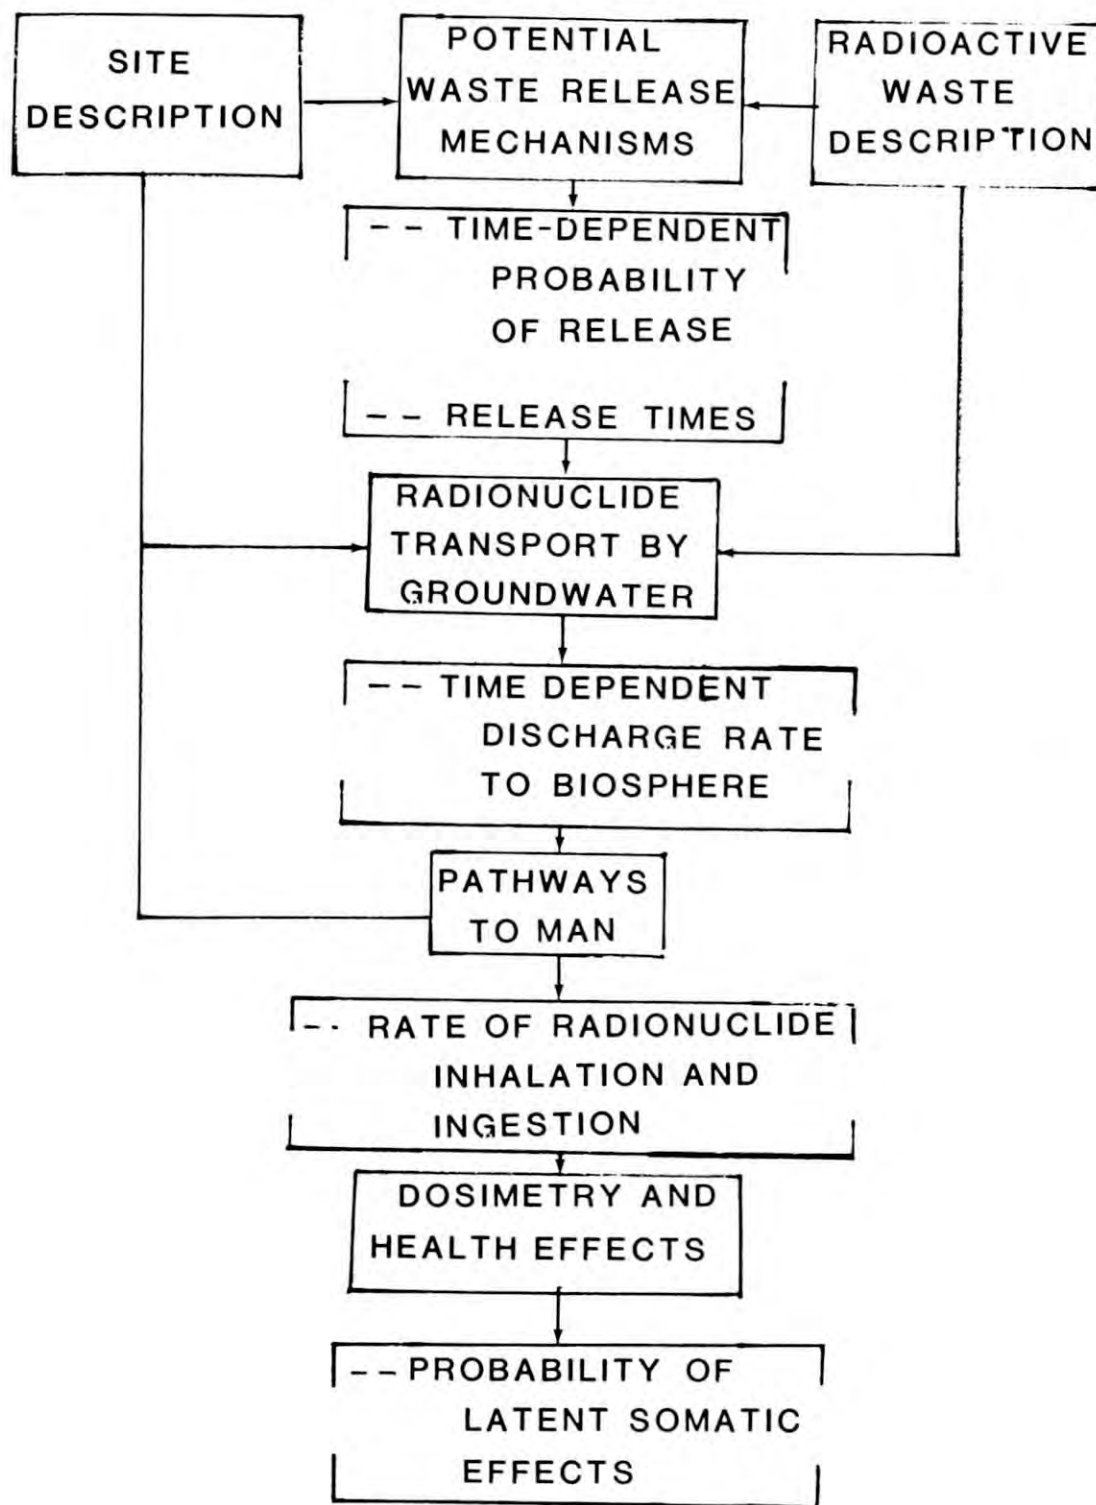 SITE
DESCRIPTION
POTENTIAL
WASTE RELEASE
MECHANISMS
RADIOACTIVE
WASTE
DESCRIPTION
-- TIME-DEPENDENT
PROBABILITY
OF RELEASE
-- RELEASE TIMES
RADIONUCLIDE
TRANSPORT BY
GROUNDWATER
-- TIME DEPENDENT
DISCHARGE RATE
TO BIOSPHERE
PATHWAYS
TO MAN
-- RATE OF RADIONUCLIDE
INHALATION AND
INGESTION
DOSIMETRY AND
HEALTH EFFECTS
-- PROBABILITY OF
LATENT SOMATIC
EFFECTS